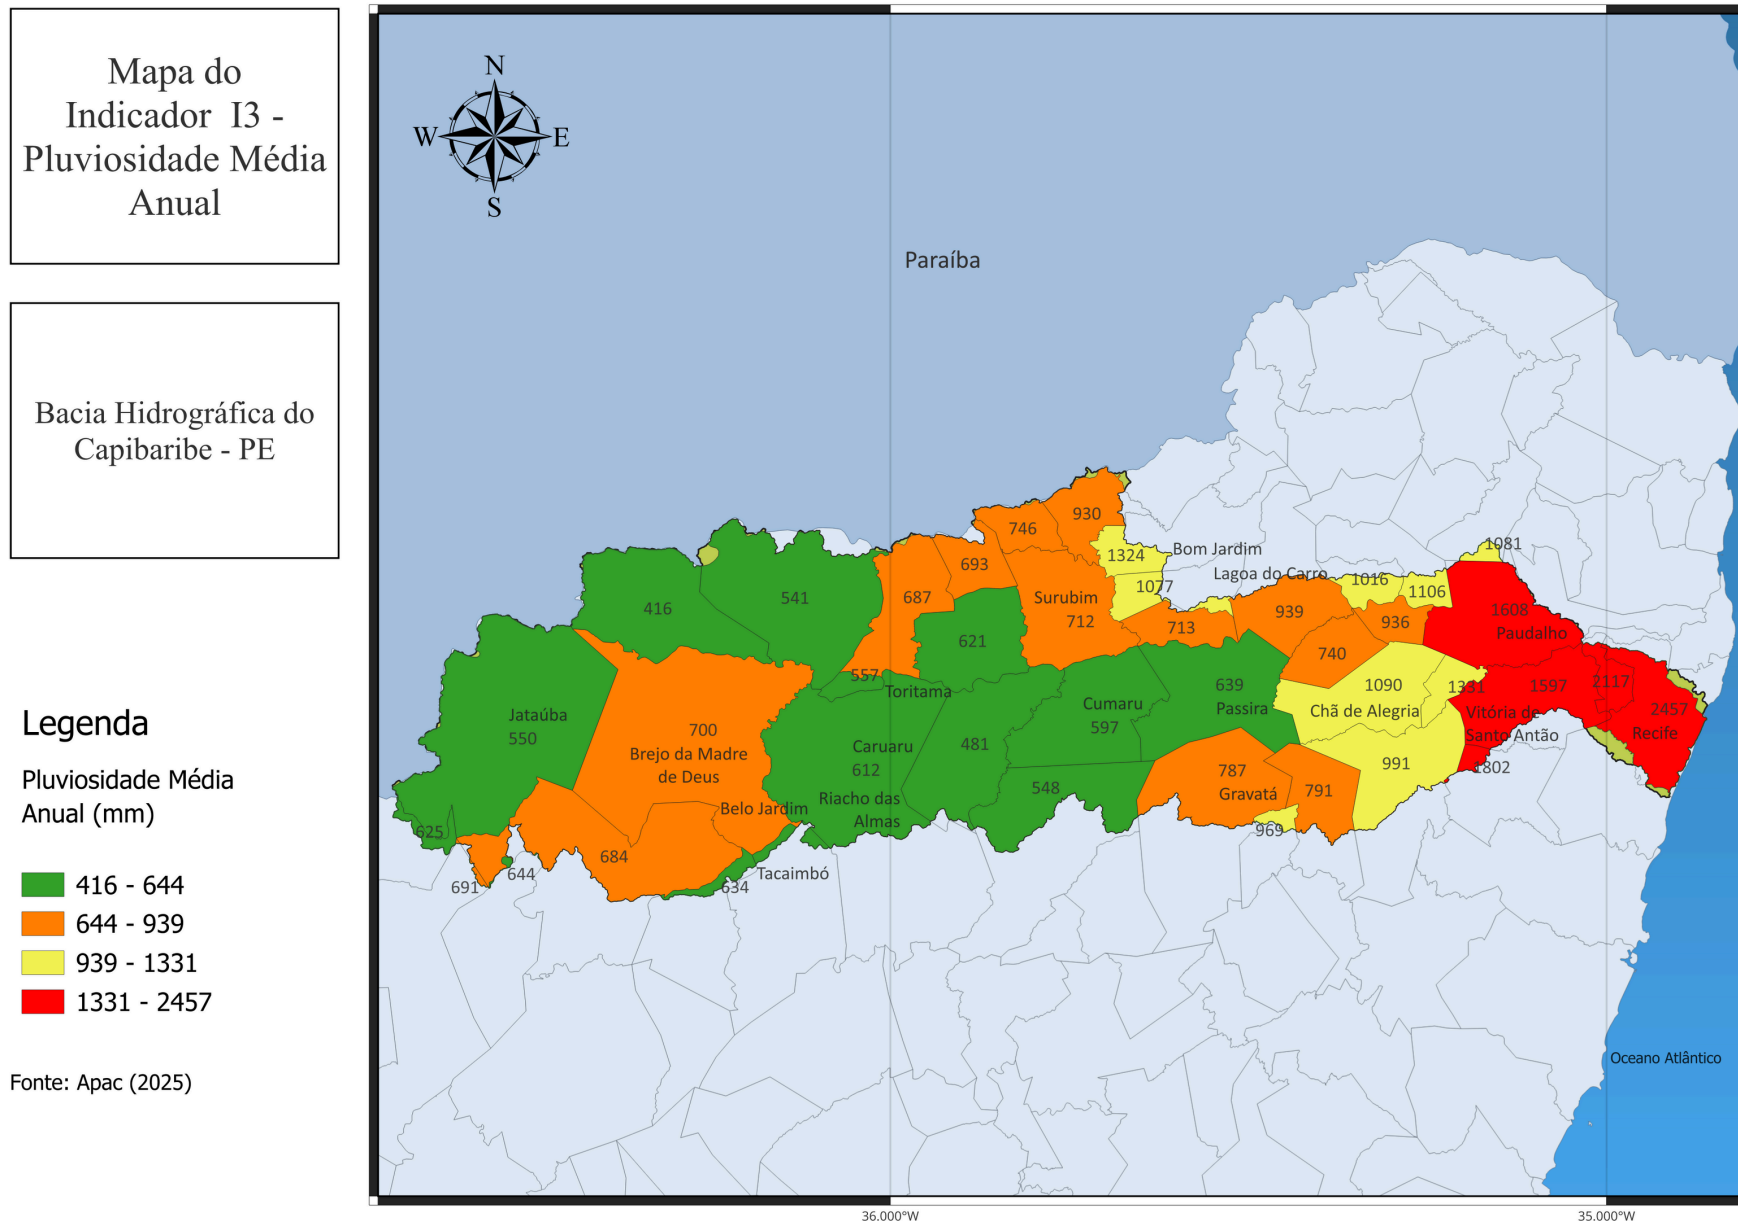 Mapa do
Indicador I3 -
Pluviosidade Média
Anual
Bacia Hidrográfica do
Capibaribe - PE
Legenda
Pluviosidade Média
Anual (mm)
416 - 644
644 - 939
939 - 1331
1331 - 2457
Fonte: Apac (2025)
N
W
E
S
Paraíba
930
746
1324
Bom Jardim
1081
693
1077
Lagoa do Carro
1016
1106
416
541
687
Surubim
712
939
1608
Paudalho
621
713
936
740
557
Toritama
639
Passira
1090
Chã de Alegria
1331
1597
2117
2457
Recife
Jataúba
550
700
Brejo da Madre
de Deus
Cumaru
597
Vitória de
Santo Antão
1802
Caruaru
612
481
991
787
Gravatá
791
548
Riacho das
Almas
Belo Jardim
969
625
684
691
644
634
Tacaimbó
Oceano Atlântico
36.000°W
35.000°W